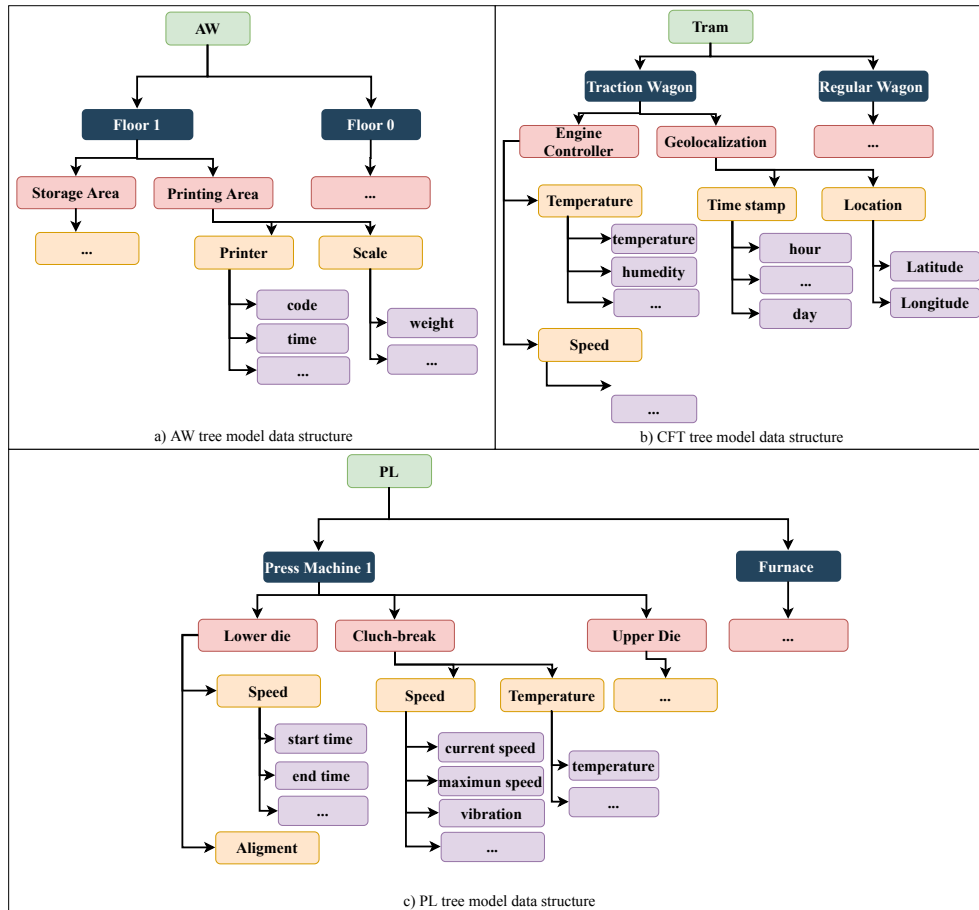 AW
Floor 1
Floor 0
Storage Area
Printing Area
...
...
Printer
Scale
code
time
...
weight
...
a) AW tree model data structure
Tram
Traction Wagon
Regular Wagon
Engine
Controller
Geolocalization
...
Temperature
Time stamp
Location
temperature
humedity
...
hour
...
day
Latitude
Longitude
Speed
...
b) CFT tree model data structure
PL
Press Machine 1
Furnace
Lower die
Cluch-break
Upper Die
...
Speed
Speed
Temperature
...
start time
end time
...
current speed
maximun speed
vibration
...
temperature
...
Aligment
c) PL tree model data structure